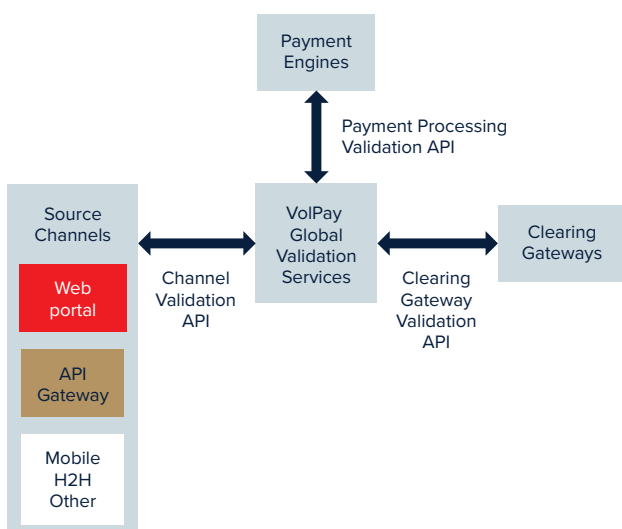 Payment
Engines
Payment Processing
Validation API
Source
Channels
VolPay
Global
Validation
Services
Clearing
Gateways
Channel
Validation
API
Clearing
Gateway
Validation
API
Web
portal
API
Gateway
Mobile
H2H
Other